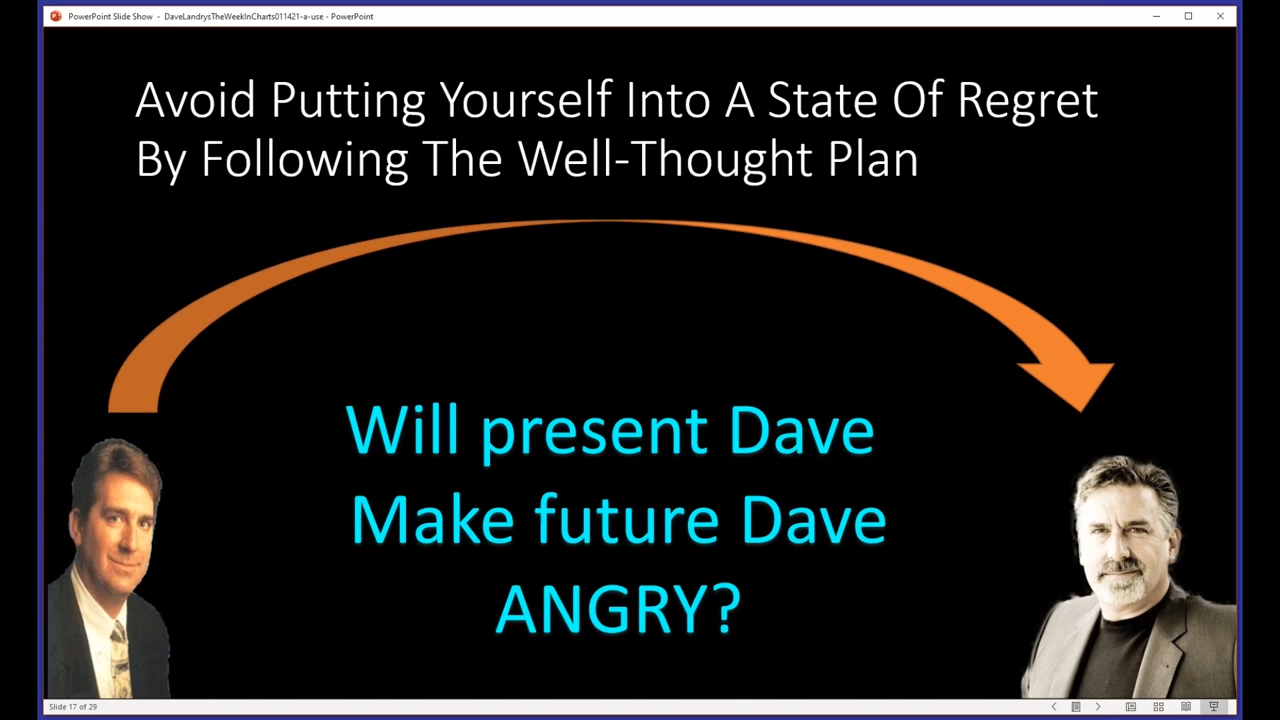 PowerPoint Slide Show - DaveLandrysTheWeekInCharts011421-a-use - PowerPoint
Avoid Putting Yourself Into A State Of Regret
By Following The Well-Thought Plan
Will present Dave
Make future Dave
ANGRY?
Slide 17 of 29